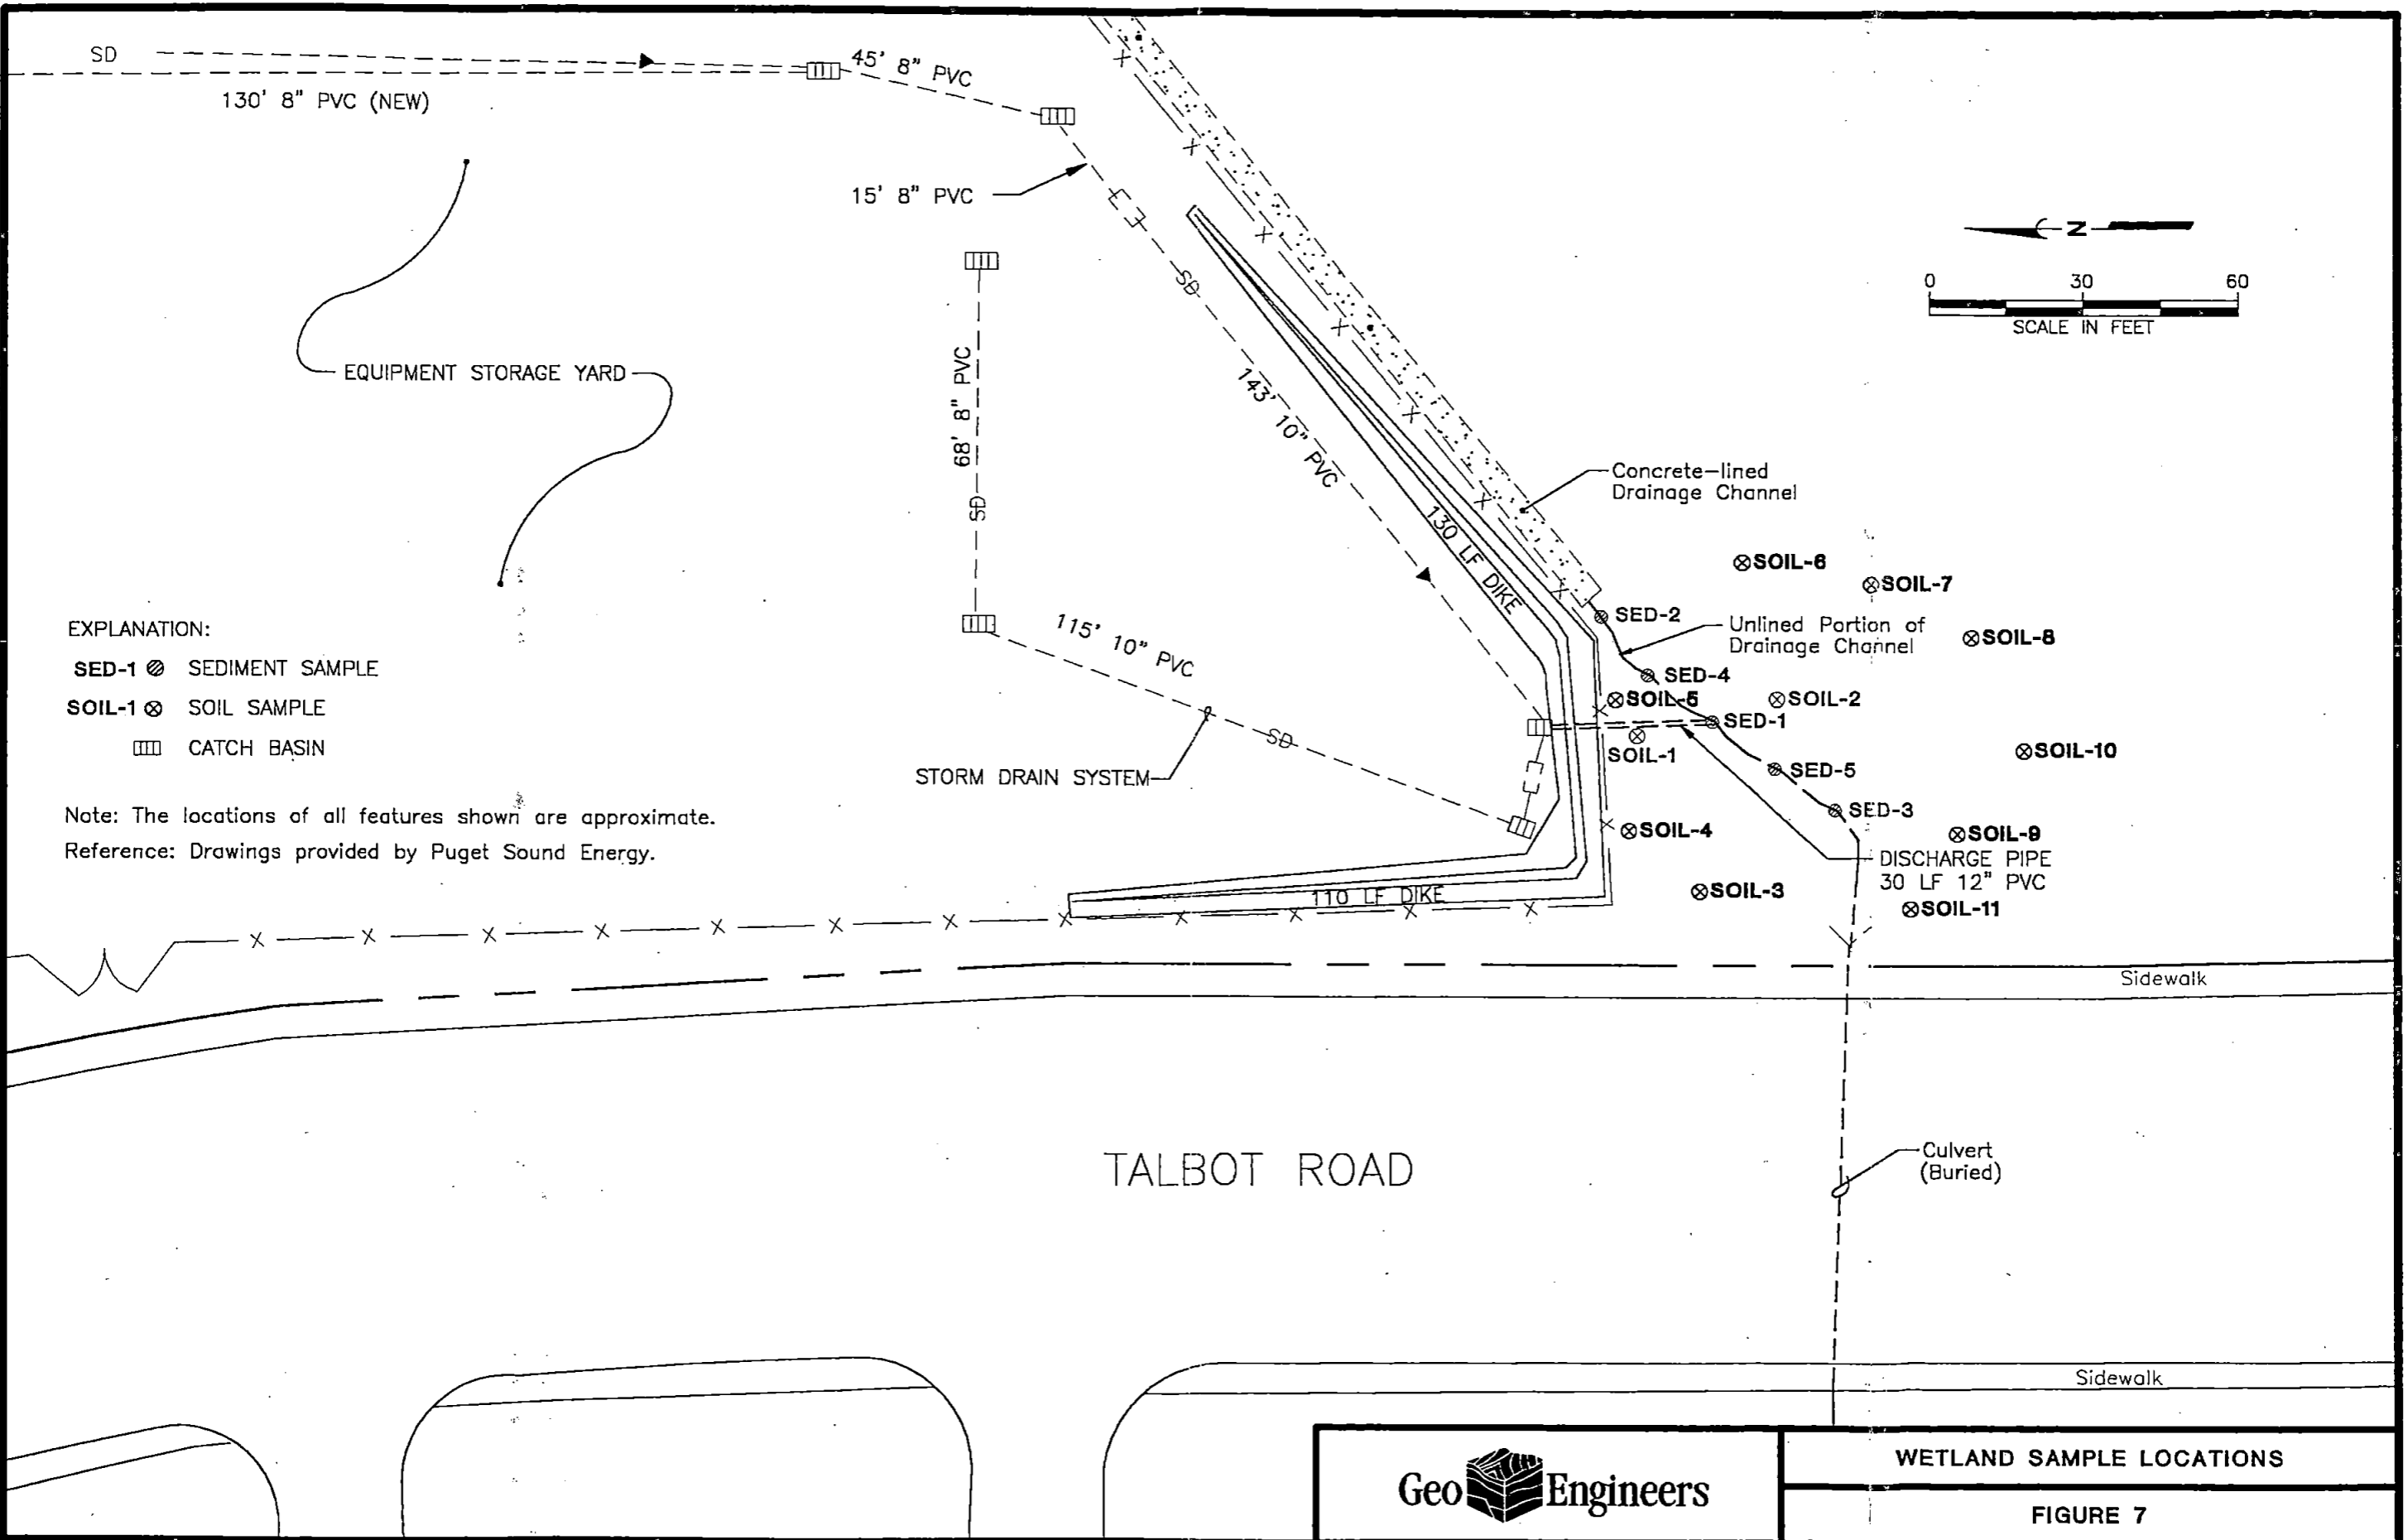 SD
130' 8" PVC (NEW)
45' 8" PVC
15' 8" PVC
SD
N
0 30 60
SCALE IN FEET
EQUIPMENT STORAGE YARD
68' 8" PVC
SD
143' 10" PVC
130 LF DIKE
Concrete-lined
Drainage Channel
SOIL-6
SOIL-7
SED-2
Unlined Portion of
Drainage Channel
SOIL-8
SED-4
SOIL-5
SOIL-2
SED-1
SOIL-1
SOIL-10
SED-5
SED-3
SOIL-4
SOIL-9
DISCHARGE PIPE
30 LF 12" PVC
SOIL-3
SOIL-11
115' 10" PVC
SD
STORM DRAIN SYSTEM
110 LF DIKE
EXPLANATION:
SED-1 SEDIMENT SAMPLE
SOIL-1 SOIL SAMPLE
CATCH BASIN
Note: The locations of all features shown are approximate.
Reference: Drawings provided by Puget Sound Energy.
Sidewalk
TALBOT ROAD
Culvert
(Buried)
Sidewalk
Geo Engineers
WETLAND SAMPLE LOCATIONS
FIGURE 7